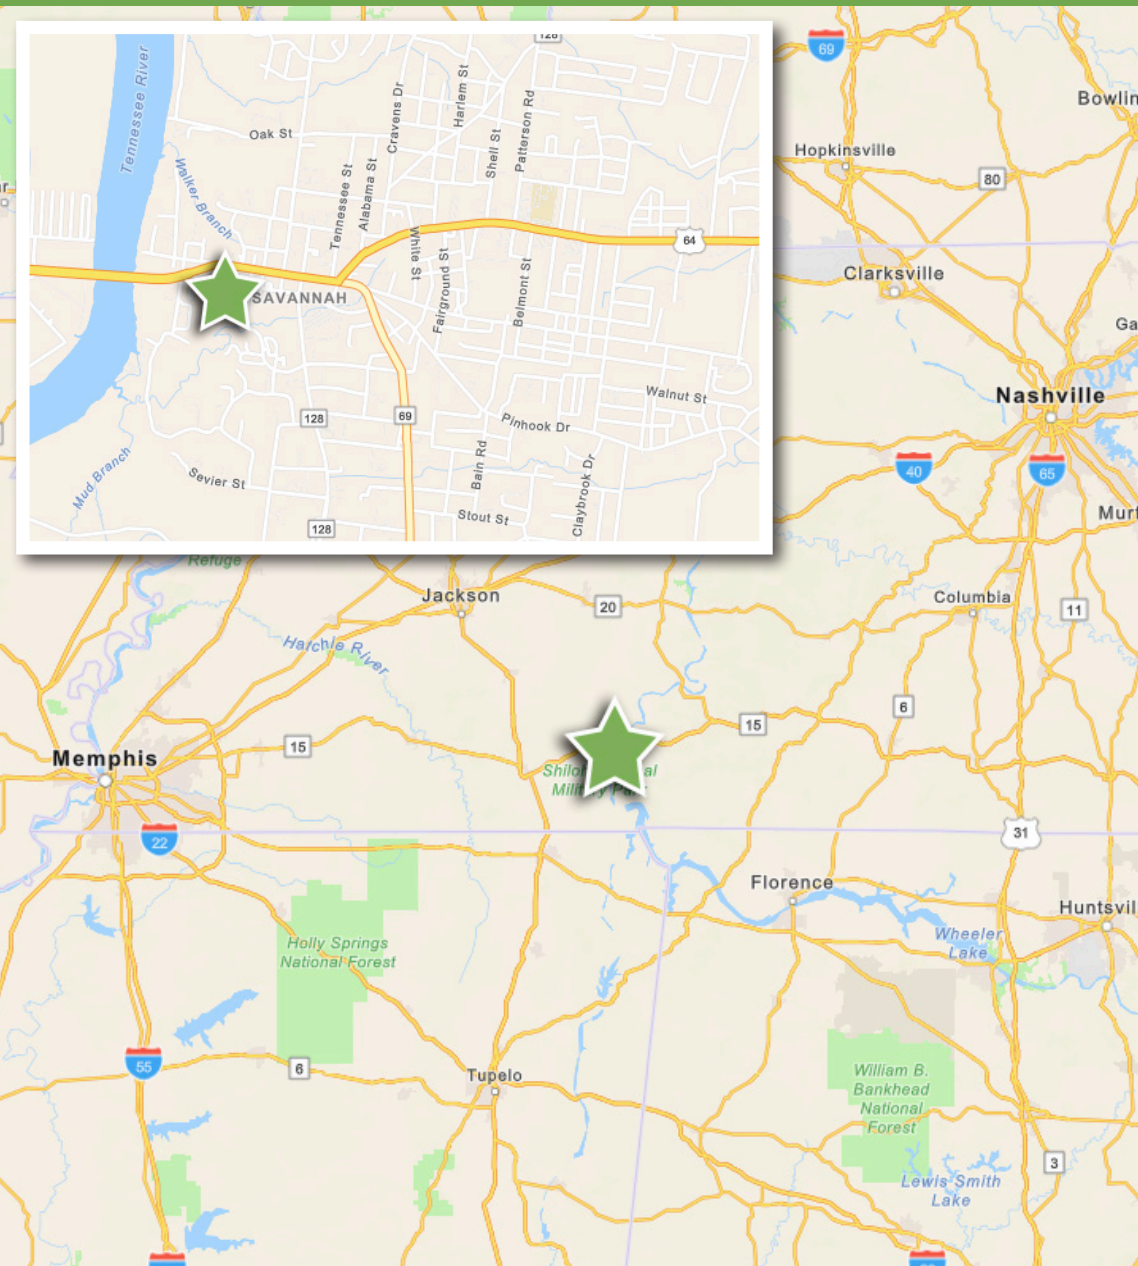 128
Tennessee River
Oak St
Cravens Dr
Harlem St
Shell St
Patterson Rd
Walker Branch
Tennessee St
Alabama St
White St
Fairground St
Belmont St
64
SAVANNAH
128
69
Walnut St
Pinhook Dr
Bain Rd
Claybrook Dr
Mud Branch
Sevier St
Stout St
128
69
Bowlin
Hopkinsville
80
Clarksville
Ga
Nashville
40
65
Murf
Refuge
Jackson
20
Columbia
11
Hatchie River
6
15
Memphis
15
Military Park
22
31
Florence
Huntsvil
Wheeler
Lake
Holly Springs
National Forest
55
6
Tupelo
William B.
Bankhead
National
Forest
3
Lewis Smith
Lake